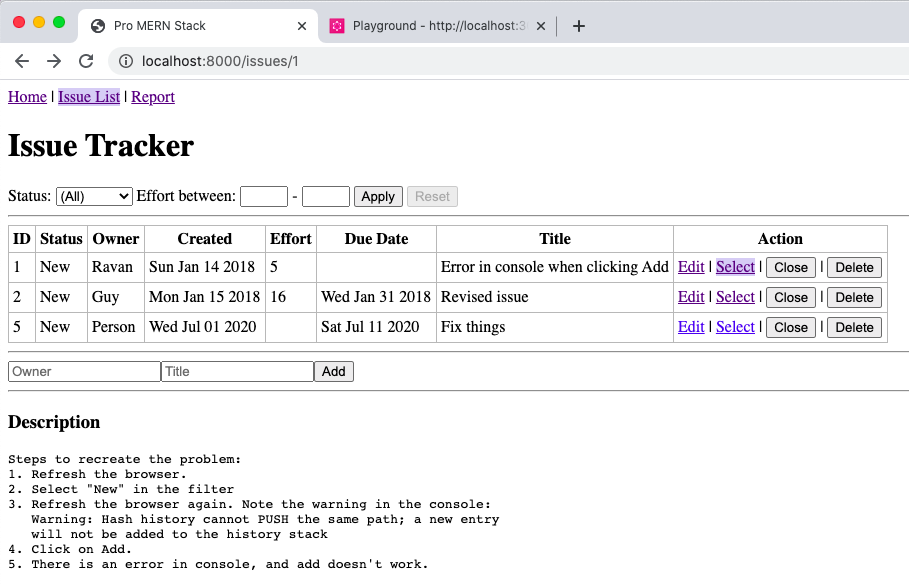 Pro MERN Stack
Playground - http://localhost:3
localhost:8000/issues/1
Home | Issue List | Report
Issue Tracker
Status: (All) Effort between: - Apply Reset
ID Status Owner Created Effort Due Date Title Action
1 New Ravan Sun Jan 14 2018 5 Error in console when clicking Add Edit | Select | Close | Delete
2 New Guy Mon Jan 15 2018 16 Wed Jan 31 2018 Revised issue Edit | Select | Close | Delete
5 New Person Wed Jul 01 2020 Sat Jul 11 2020 Fix things Edit | Select | Close | Delete
Owner Title Add
Description
Steps to recreate the problem:
1. Refresh the browser.
2. Select "New" in the filter
3. Refresh the browser again. Note the warning in the console:
Warning: Hash history cannot PUSH the same path; a new entry
will not be added to the history stack
4. Click on Add.
5. There is an error in console, and add doesn't work.